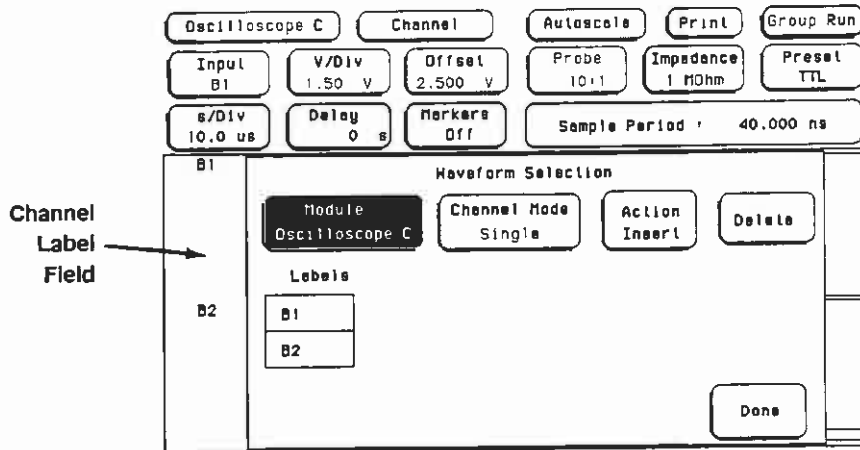 Oscilloscope C Channel Autoscale Print Group Run
Input V/Div Offset Probe Impedance Preset
B1 1.50 V 2.500 V 10:1 1 MOhm TTL
s/Div Delay Markers Sample Period : 40.000 ns
10.0 us 0 s Off
B1 Waveform Selection
Module Channel Mode Action Delete
Oscilloscope C Single Insert
Channel
Label
Field
Labels
B2 B1
B2
Done